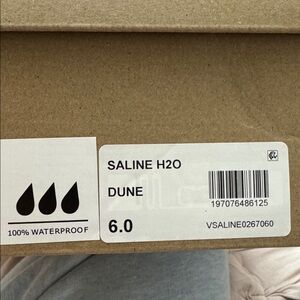 SALINE H2O
DUNE
197076486125
6.0
VSALINE0267060
100% WATERPROOF